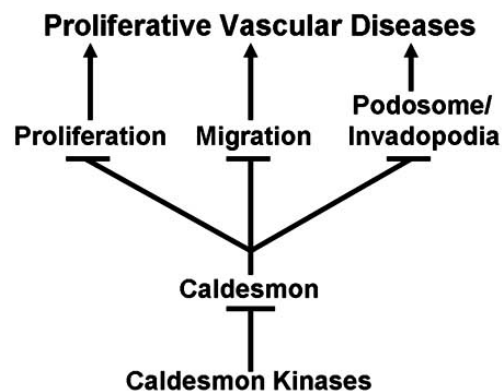 Proliferative Vascular Diseases
Podosome/
Proliferation Migration Invadopodia
Caldesmon
Caldesmon Kinases